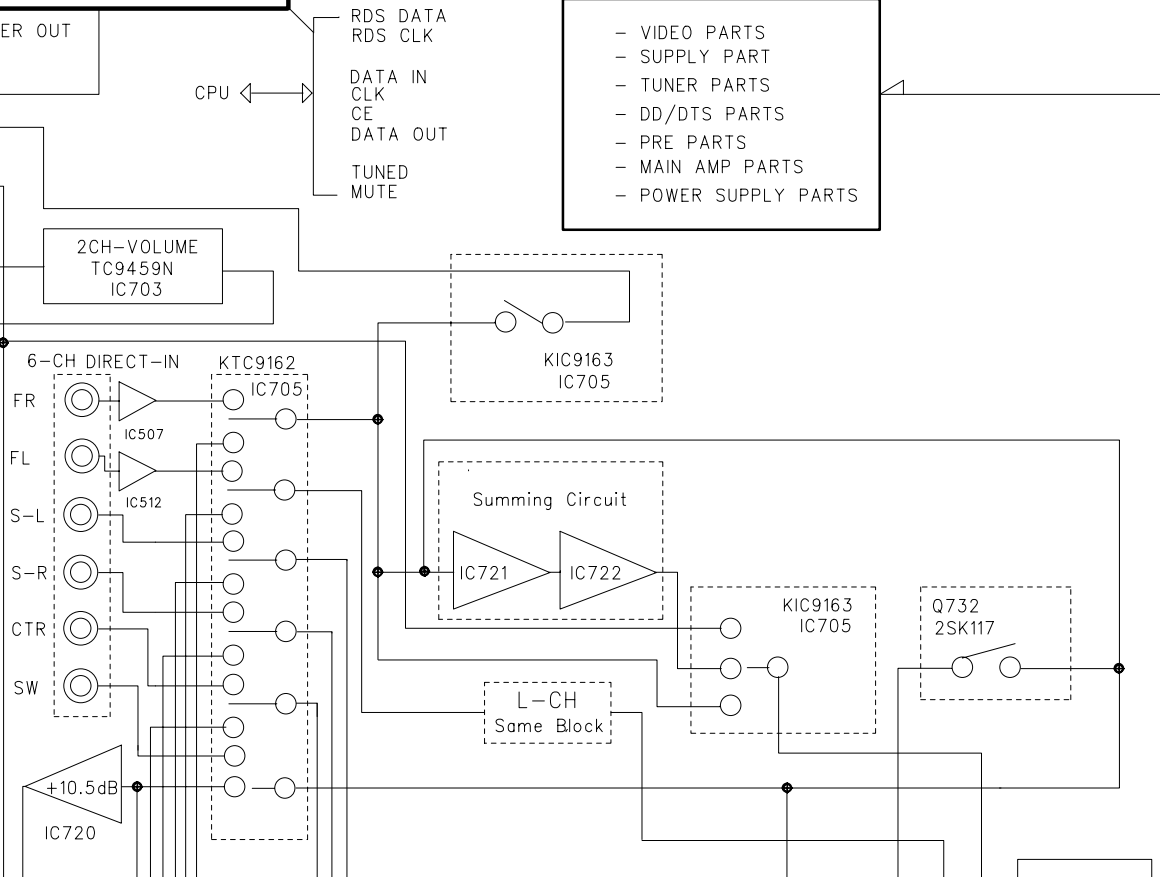 ER OUT
RDS DATA
RDS CLK
CPU
DATA IN
CLK
CE
DATA OUT
TUNED
MUTE
- VIDEO PARTS
- SUPPLY PART
- TUNER PARTS
- DD/DTS PARTS
- PRE PARTS
- MAIN AMP PARTS
- POWER SUPPLY PARTS
2CH-VOLUME
TC9459N
IC703
KIC9163
IC705
6-CH DIRECT-IN
KTC9162
IC705
FR
IC507
FL
IC512
S-L
S-R
CTR
SW
Summing Circuit
IC721
IC722
KIC9163
IC705
Q732
2SK117
L-CH
Same Block
+10.5dB
IC720